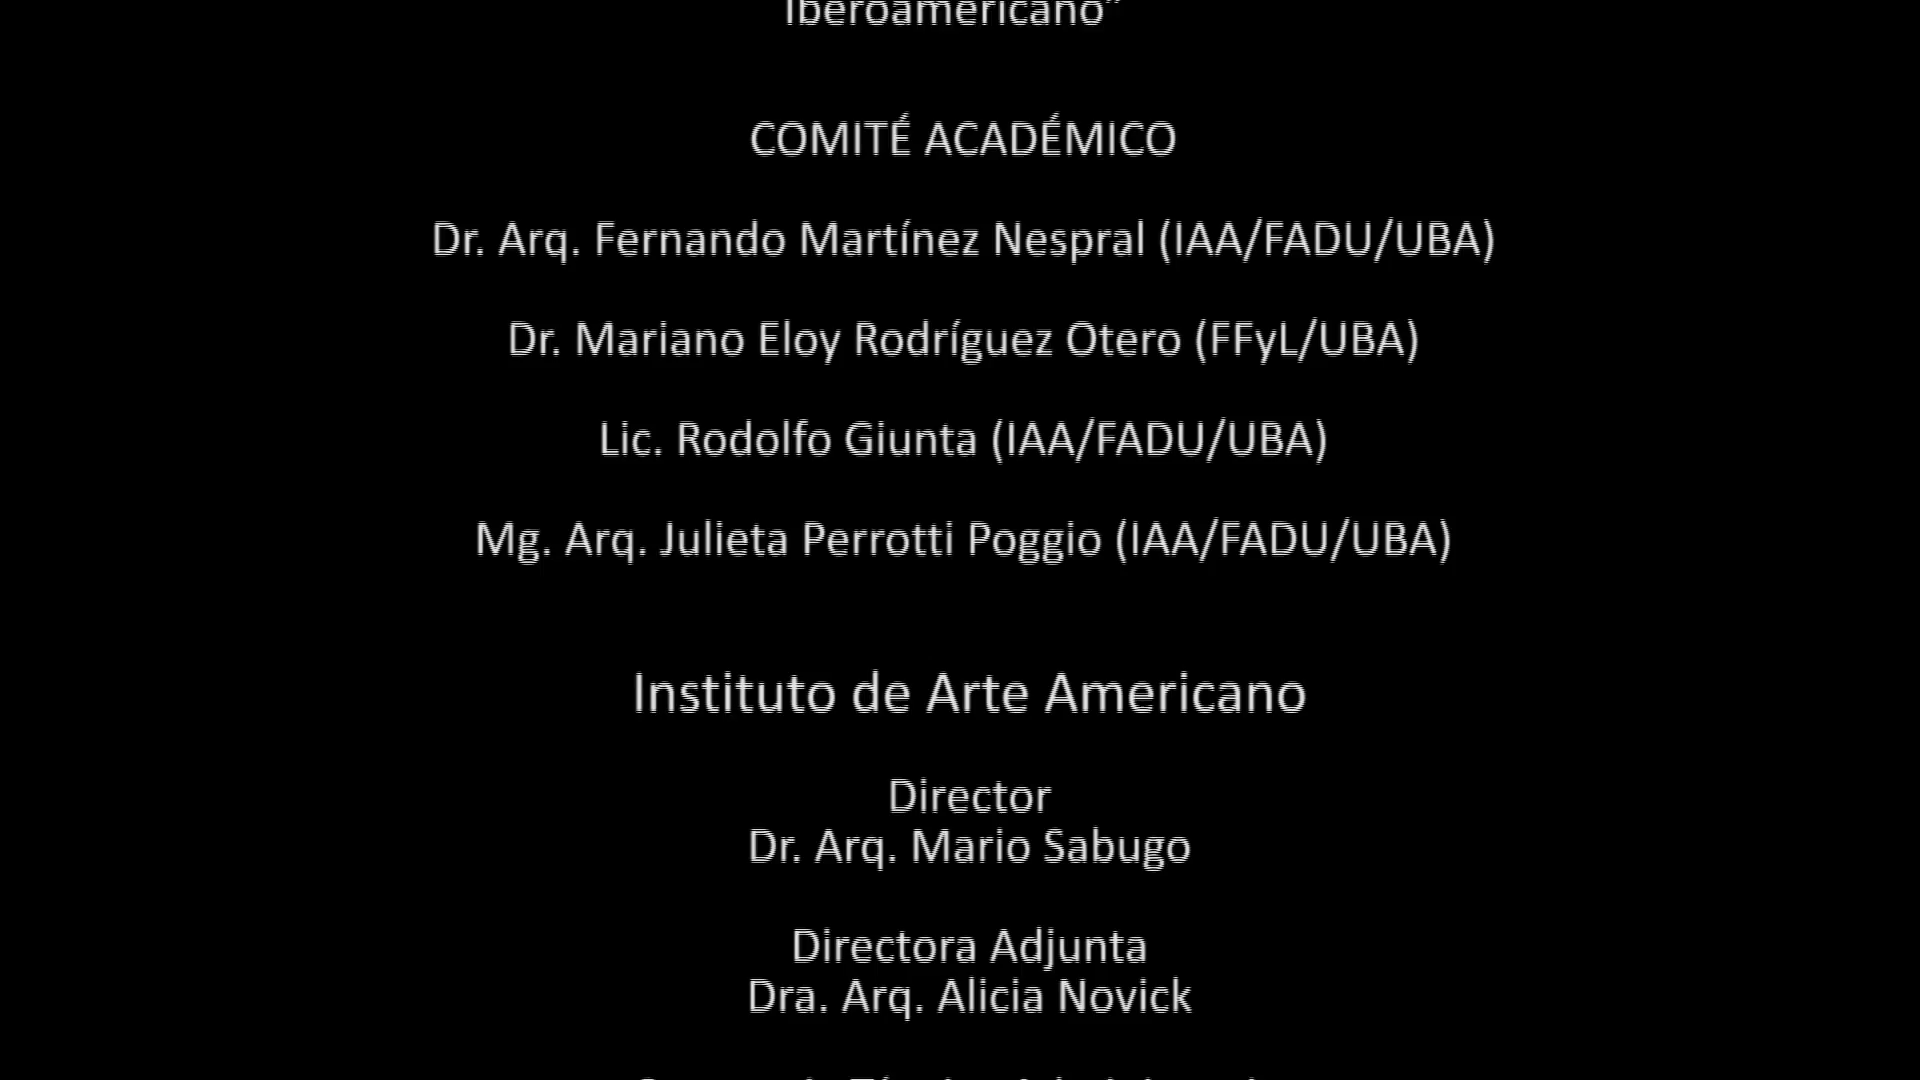 Iberoamericano"
COMITÉ ACADÉMICO
Dr. Arq. Fernando Martínez Nespral (IAA/FADU/UBA)
Dr. Mariano Eloy Rodríguez Otero (FFyL/UBA)
Lic. Rodolfo Giunta (IAA/FADU/UBA)
Mg. Arq. Julieta Perrotti Poggio (IAA/FADU/UBA)
Instituto de Arte Americano
Director
Dr. Arq. Mario Sabugo
Directora Adjunta
Dra. Arq. Alicia Novick